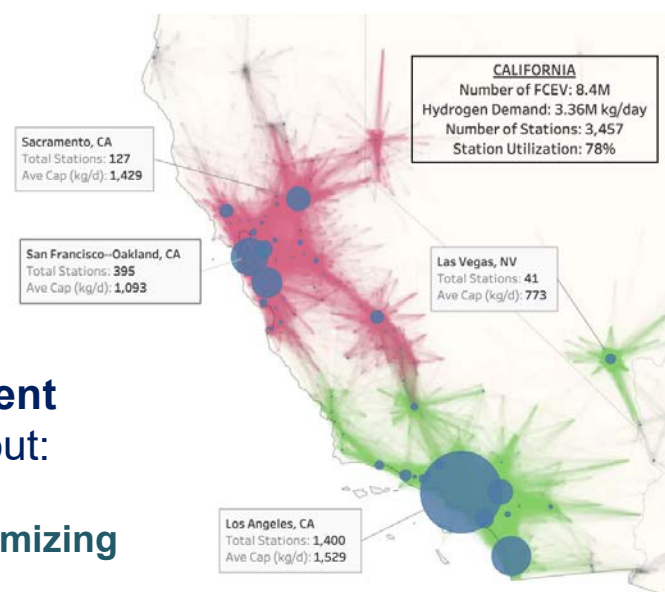 CALIFORNIA
Number of FCEV: 8.4M
Hydrogen Demand: 3.36M kg/day
Number of Stations: 3,457
Station Utilization: 78%
Sacramento, CA
Total Stations: 127
Ave Cap (kg/d): 1,429
San Francisco--Oakland, CA
Total Stations: 395
Ave Cap (kg/d): 1,093
Las Vegas, NV
Total Stations: 41
Ave Cap (kg/d): 773
ent
out:
mizing
Los Angeles, CA
Total Stations: 1,400
Ave Cap (kg/d): 1,529